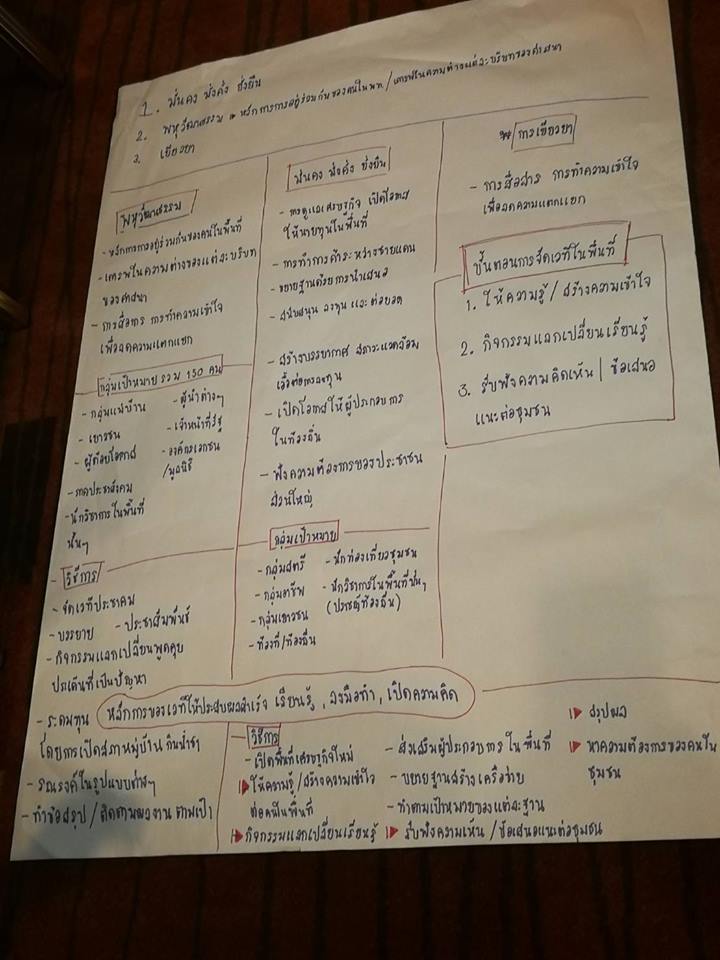 1. มั่นคง มั่งคั่ง ยั่งยืน
2. พหุวัฒนธรรม หลักการการอยู่ร่วมกันของคนในพท. / เคารพในความต่างแต่ละบริบทของศาสนา
3. เยียวยา
พหุวัฒนธรรม
- หลักการการอยู่ร่วมกันของคนในพื้นที่
- เคารพในความต่างของแต่ละบริบท
ของศาสนา
- การสื่อสาร การทำความเข้าใจ
เพื่อลดความแตกแยก
กลุ่มเป้าหมาย รวม 150 คน
- กลุ่มแม่บ้าน - ผู้นำต่างๆ
- เยาวชน - เจ้าหน้าที่รัฐ
- ผู้ด้อยโอกาส - องค์กรเอกชน
/มูลนิธิ
- ภาคประชาสังคม
- นักวิชาการในพื้นที่
นั้นๆ
- วิธีการ
- จัดเวทีประชาคม
- บรรยาย - ประชาสัมพันธ์
- กิจกรรมแลกเปลี่ยนพูดคุย
ประเด็นที่เป็นปัญหา
- ระดมทุน
โดยการเปิดสภาหมู่บ้าน กินน้ำชา
- รณรงค์ในรูปแบบต่างๆ
- ทำข้อสรุป / ติดตามผลงาน ตามเป้า
มั่นคง มั่งคั่ง ยั่งยืน
- การดูแลเศรษฐกิจ เปิดโอกาส
ให้นายทุนในพื้นที่
- การทำการค้าระหว่างชายแดน
- ขยายฐานด้วยการนำเสนอ
- สนับสนุน ลงทุน และต่อยอด
- สร้างบรรยากาศ สภาวะแวดล้อม
เอื้อต่อการลงทุน
- เปิดโอกาสให้ผู้ประกอบการ
ในท้องถิ่น
- ฟังความต้องการของประชาชน
ส่วนใหญ่
กลุ่มเป้าหมาย
- กลุ่มสตรี - นักท่องเที่ยวชุมชน
- กลุ่มอาชีพ - นักวิชาการในพื้นที่นั้นๆ
- กลุ่มเยาวชน (ปราชญ์ท้องถิ่น)
- ท้องที่/ท้องถิ่น
* การเยียวยา
- การสื่อสาร การทำความเข้าใจ
เพื่อลดความแตกแยก
ขั้นตอนการจัดเวทีในพื้นที่
1. ให้ความรู้ / สร้างความเข้าใจ
2. กิจกรรมแลกเปลี่ยนเรียนรู้
3. รับฟังความคิดเห็น / ข้อเสนอ
แนะต่อชุมชน
หลักการของเวทีให้ประสบผลสำเร็จ เรียนรู้, ลงมือทำ, เปิดความคิด
วิธีการ
- เปิดพื้นที่เศรษฐกิจใหม่
ให้ความรู้/สร้างความเข้าใจ
ต่อคนในพื้นที่
กิจกรรมแลกเปลี่ยนเรียนรู้
- ส่งเสริมผู้ประกอบการ ในพื้นที่
- ขยายฐานสร้างเครือข่าย
- ทำตามเป้าหมายของแต่ละฐาน
รับฟังความเห็น / ข้อเสนอแนะต่อชุมชน
สรุปผล
หาความต้องการของคนใน
ชุมชน